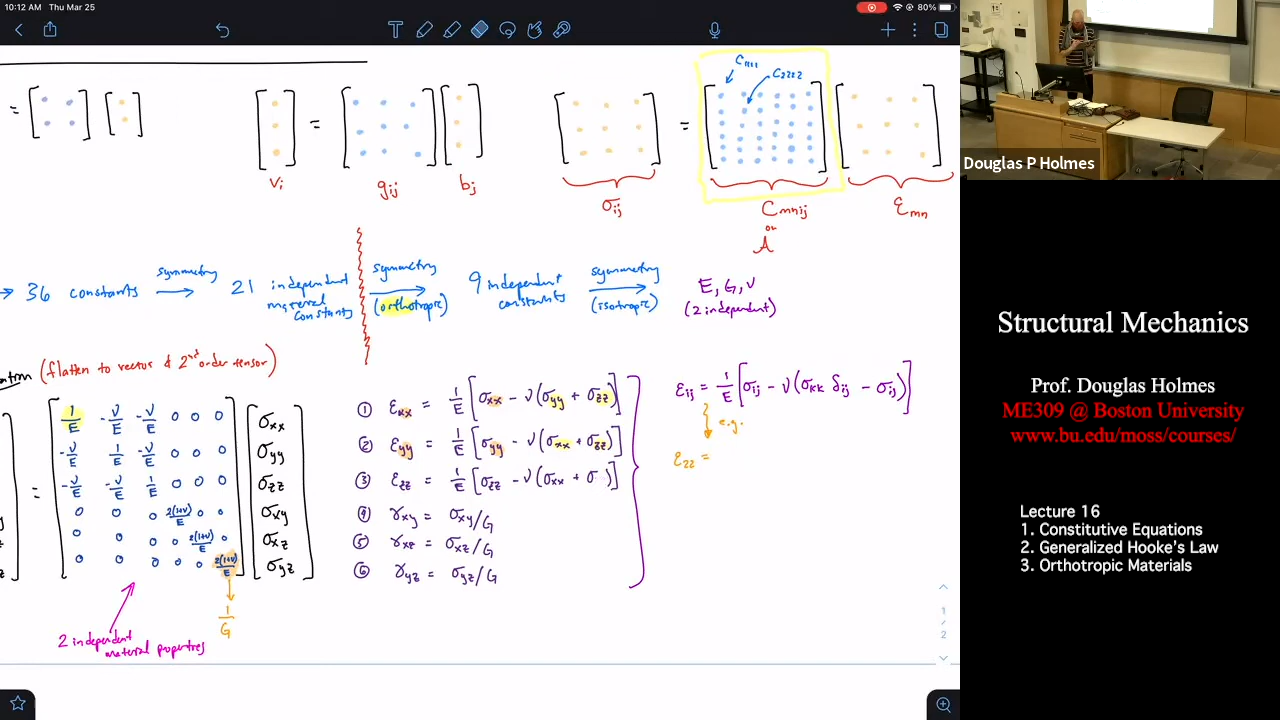 10:12 AM Thu Mar 25
80%
C₁₁₁₁
C₂₂₂₂
=
=
=
vᵢ
gᵢⱼ
bⱼ
σᵢⱼ
Cₘₙᵢⱼ
or
A
εₘₙ
→ 36 constants
symmetry
→
21 independent material constants
symmetry
→
(orthotropic)
9 independent constants
symmetry
→
(isotropic)
E, G, ν
(2 independent)
(flatten to vector & 2nd order tensor)
1/E -ν/E -ν/E 0 0 0
-ν/E 1/E -ν/E 0 0 0
-ν/E -ν/E 1/E 0 0 0
0 0 0 2(1+ν)/E 0 0
0 0 0 0 2(1+ν)/E 0
0 0 0 0 0 2(1+ν)/E
=
σxx
σyy
σzz
σxy
σxz
σyz
1/G
2 independent
material properties
① εxx = 1/E [σxx - ν(σyy + σzz)]
② εyy = 1/E [σyy - ν(σxx + σzz)]
③ εzz = 1/E [σzz - ν(σxx + σ )]
④ γxy = σxy/G
⑤ γxz = σxz/G
⑥ γyz = σyz/G
εᵢⱼ = 1/E [σᵢⱼ - ν(σkk δᵢⱼ - σᵢⱼ)]
e.g.
ε₂₂ =
1
/
2
Douglas P Holmes
Structural Mechanics
Prof. Douglas Holmes
ME309 @ Boston University
www.bu.edu/moss/courses/
Lecture 16
1. Constitutive Equations
2. Generalized Hooke's Law
3. Orthotropic Materials